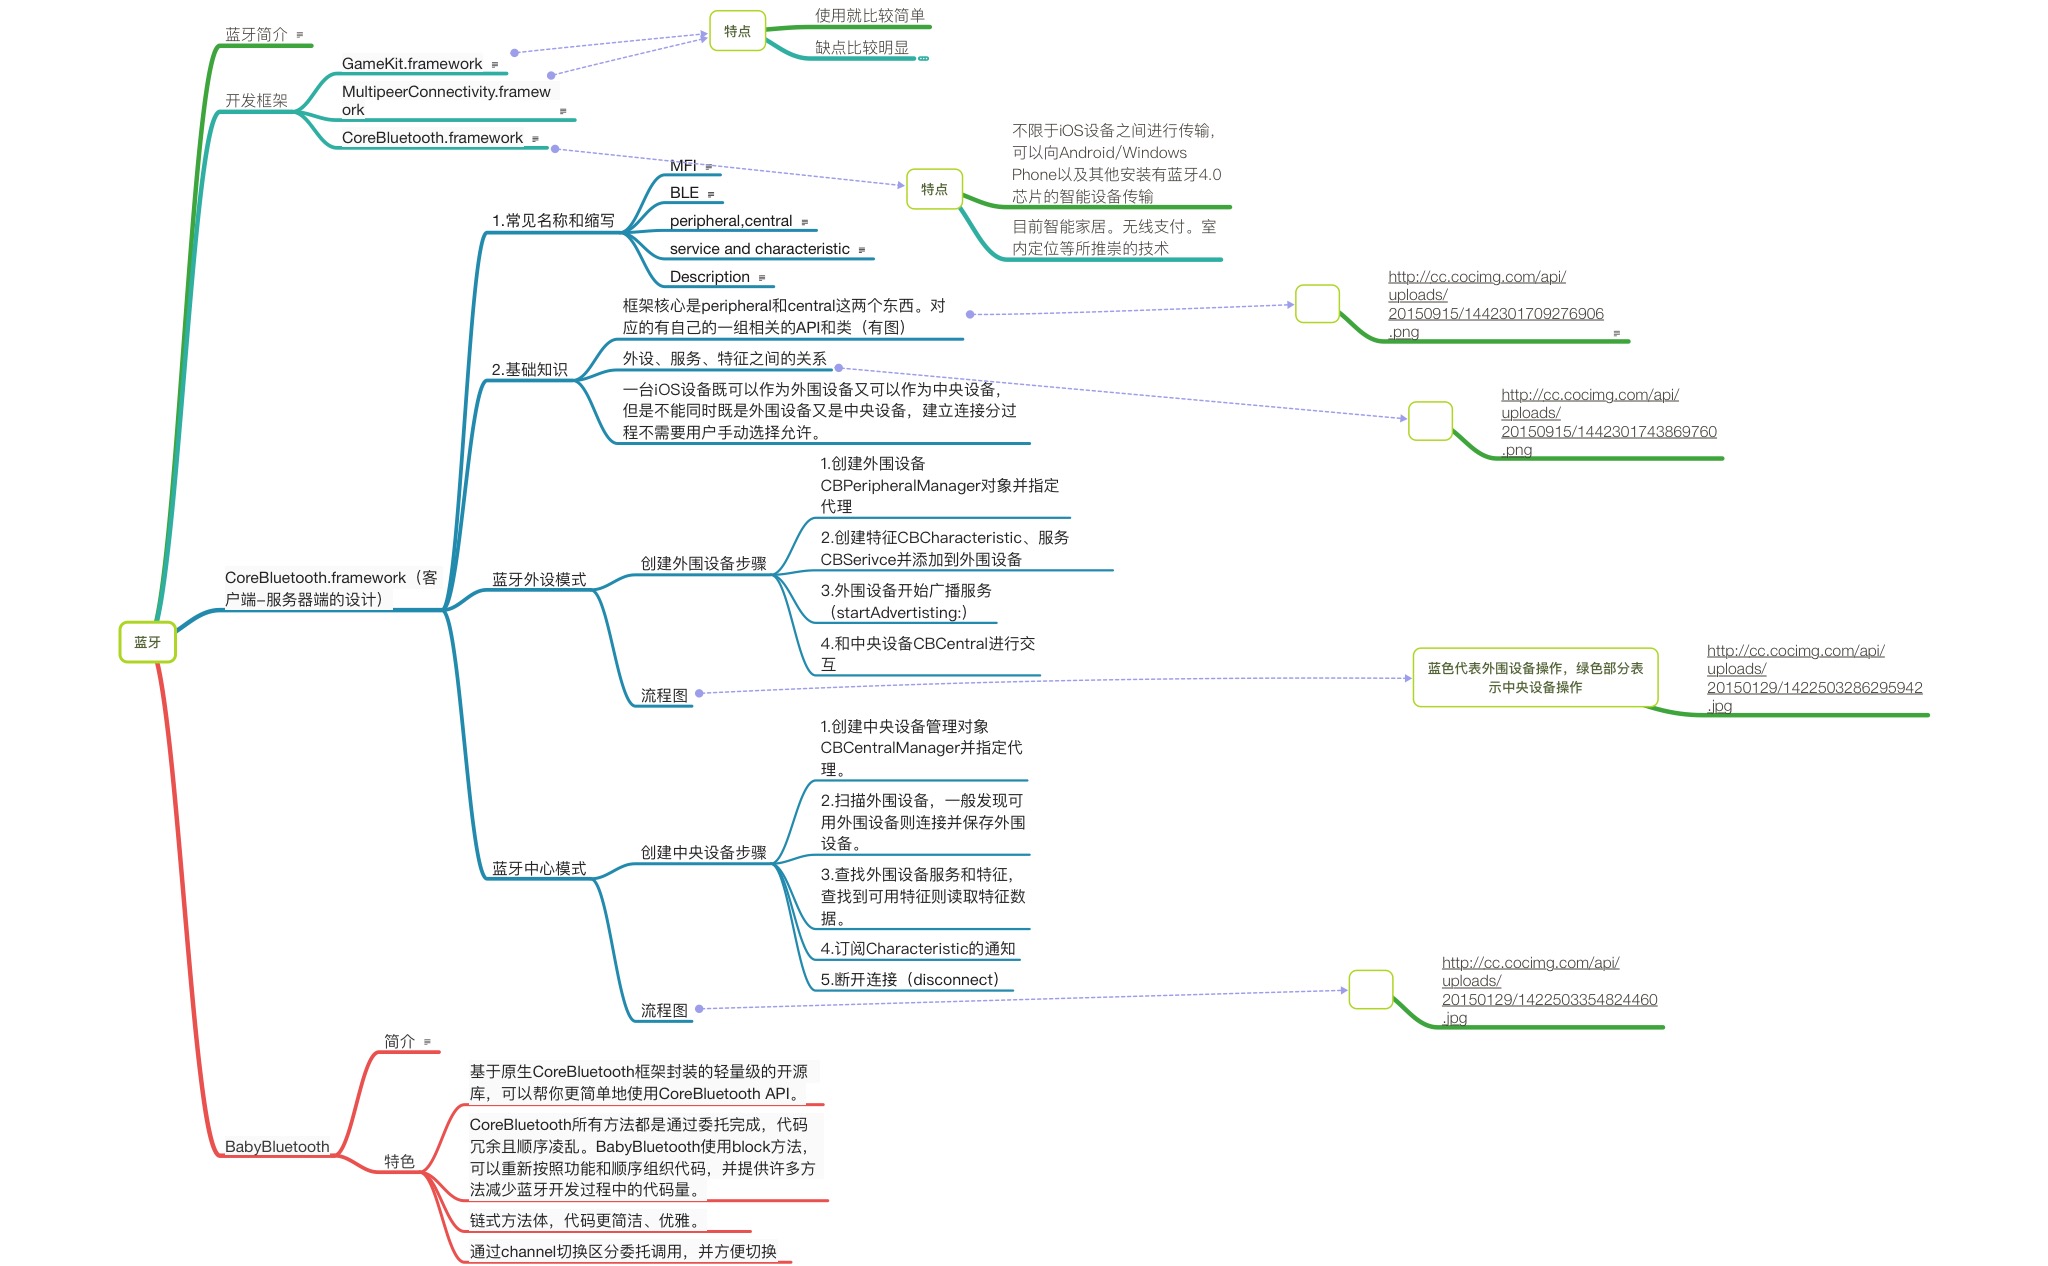 蓝牙
蓝牙简介
开发框架
GameKit.framework
MultipeerConnectivity.framew
ork
CoreBluetooth.framework
特点
使用就比较简单
缺点比较明显
特点
不限于iOS设备之间进行传输,
可以向Android/Windows
Phone以及其他安装有蓝牙4.0
芯片的智能设备传输
目前智能家居。无线支付。室
内定位等所推崇的技术
CoreBluetooth.framework（客
户端–服务器端的设计）
1.常见名称和缩写
MFI
BLE
peripheral,central
service and characteristic
Description
2.基础知识
框架核心是peripheral和central这两个东西。对
应的有自己的一组相关的API和类（有图）
http://cc.cocimg.com/api/
uploads/
20150915/1442301709276906
.png
外设、服务、特征之间的关系
http://cc.cocimg.com/api/
uploads/
20150915/1442301743869760
.png
一台iOS设备既可以作为外围设备又可以作为中央设备，
但是不能同时既是外围设备又是中央设备，建立连接分过
程不需要用户手动选择允许。
蓝牙外设模式
创建外围设备步骤
1.创建外围设备
CBPeripheralManager对象并指定
代理
2.创建特征CBCharacteristic、服务
CBSerivce并添加到外围设备
3.外围设备开始广播服务
（startAdvertisting:）
4.和中央设备CBCentral进行交
互
流程图
蓝色代表外围设备操作，绿色部分表
示中央设备操作
http://cc.cocimg.com/api/
uploads/
20150129/1422503286295942
.jpg
蓝牙中心模式
创建中央设备步骤
1.创建中央设备管理对象
CBCentralManager并指定代
理。
2.扫描外围设备，一般发现可
用外围设备则连接并保存外围
设备。
3.查找外围设备服务和特征，
查找到可用特征则读取特征数
据。
4.订阅Characteristic的通知
5.断开连接（disconnect）
流程图
http://cc.cocimg.com/api/
uploads/
20150129/1422503354824460
.jpg
BabyBluetooth
简介
特色
基于原生CoreBluetooth框架封装的轻量级的开源
库，可以帮你更简单地使用CoreBluetooth API。
CoreBluetooth所有方法都是通过委托完成，代码
冗余且顺序凌乱。BabyBluetooth使用block方法，
可以重新按照功能和顺序组织代码，并提供许多方
法减少蓝牙开发过程中的代码量。
链式方法体，代码更简洁、优雅。
通过channel切换区分委托调用，并方便切换